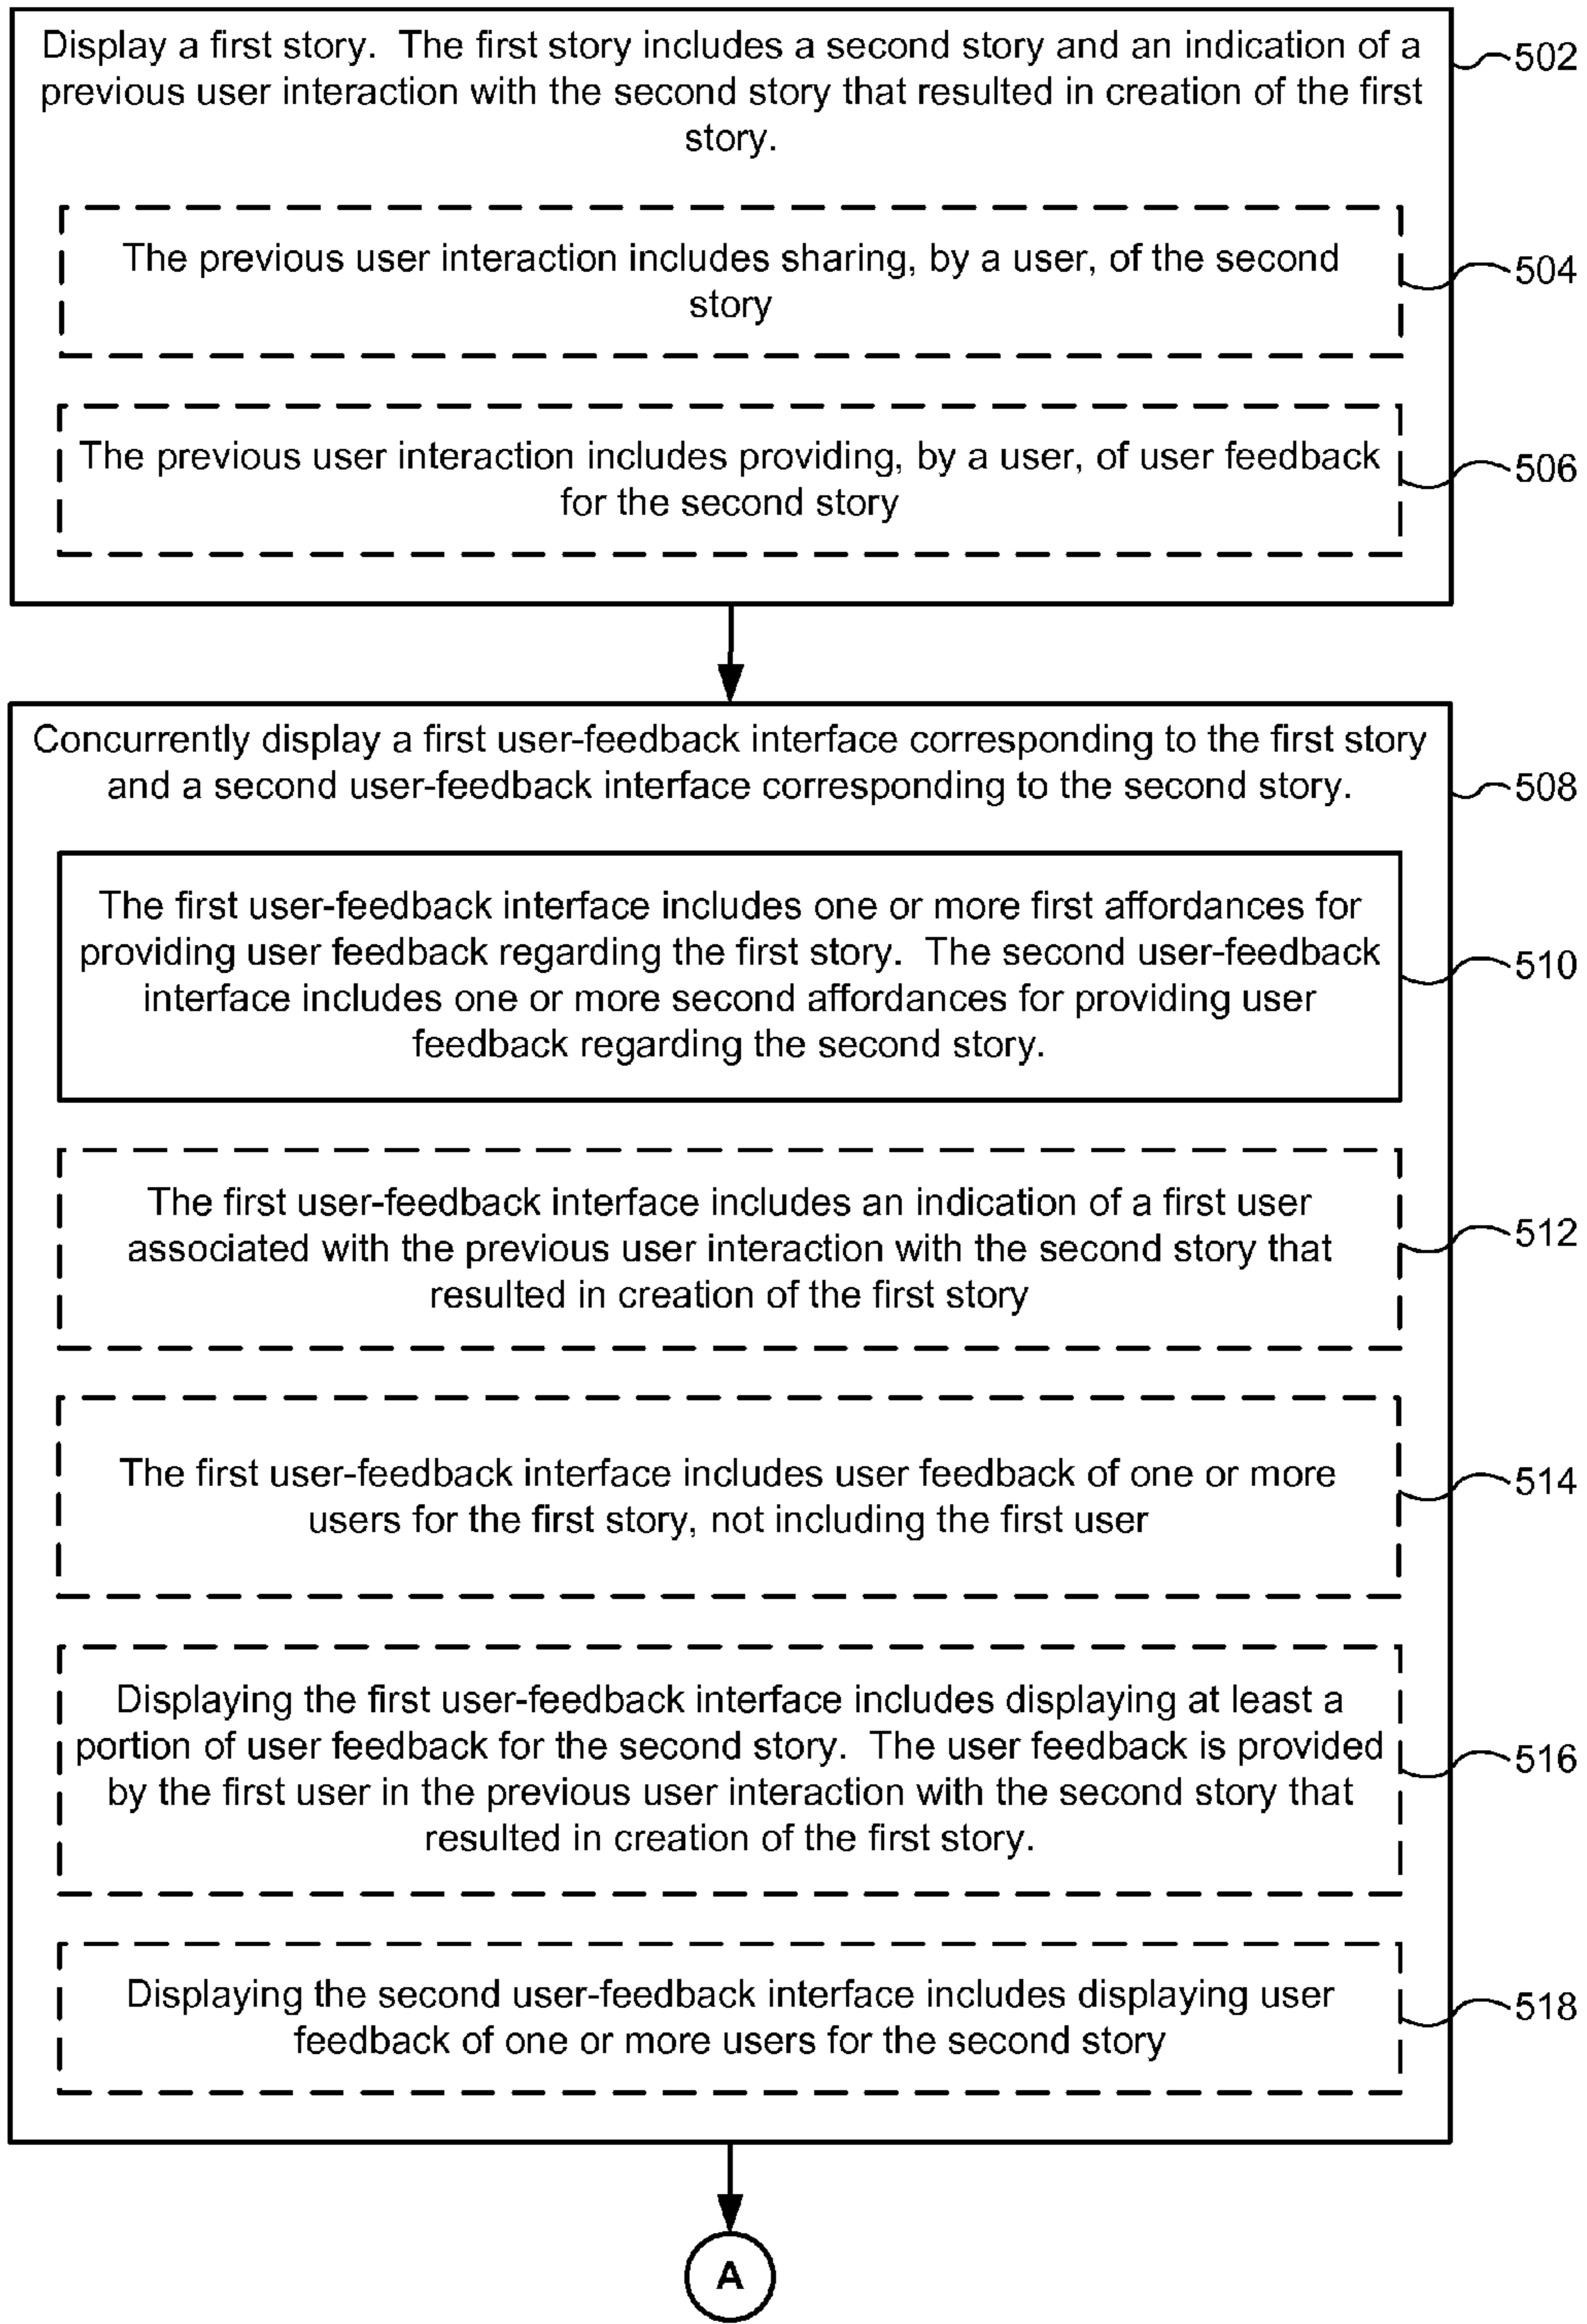 Display a first story. The first story includes a second story and an indication of a
previous user interaction with the second story that resulted in creation of the first
story.
502
The previous user interaction includes sharing, by a user, of the second
story
504
The previous user interaction includes providing, by a user, of user feedback
for the second story
506
Concurrently display a first user-feedback interface corresponding to the first story
and a second user-feedback interface corresponding to the second story.
508
The first user-feedback interface includes one or more first affordances for
providing user feedback regarding the first story. The second user-feedback
interface includes one or more second affordances for providing user
feedback regarding the second story.
510
The first user-feedback interface includes an indication of a first user
associated with the previous user interaction with the second story that
resulted in creation of the first story
512
The first user-feedback interface includes user feedback of one or more
users for the first story, not including the first user
514
Displaying the first user-feedback interface includes displaying at least a
portion of user feedback for the second story. The user feedback is provided
by the first user in the previous user interaction with the second story that
resulted in creation of the first story.
516
Displaying the second user-feedback interface includes displaying user
feedback of one or more users for the second story
518
A